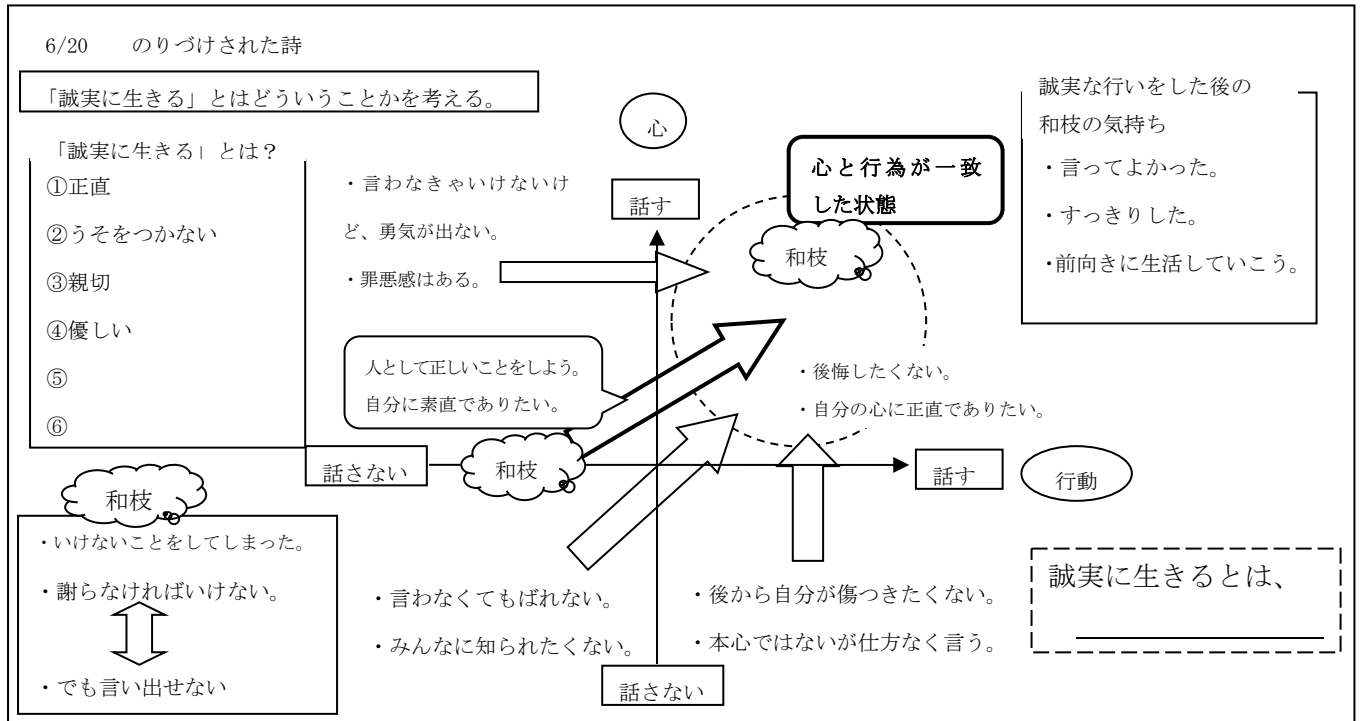 6/20　　のりづけされた詩
「誠実に生きる」とはどういうことかを考える。
「誠実に生きる」とは？
①正直
②うそをつかない
③親切
④優しい
⑤
⑥
心
・言わなきゃいけないけ
ど、勇気が出ない。
・罪悪感はある。
話す
心と行為が一致
した状態
和枝
誠実な行いをした後の
和枝の気持ち
・言ってよかった。
・すっきりした。
・前向きに生活していこう。
人として正しいことをしよう。
自分に素直でありたい。
・後悔したくない。
・自分の心に正直でありたい。
話さない
和枝
話す
行動
和枝
・いけないことをしてしまった。
・謝らなければいけない。
・でも言い出せない
・言わなくてもばれない。
・みんなに知られたくない。
・後から自分が傷つきたくない。
・本心ではないが仕方なく言う。
話さない
誠実に生きるとは、